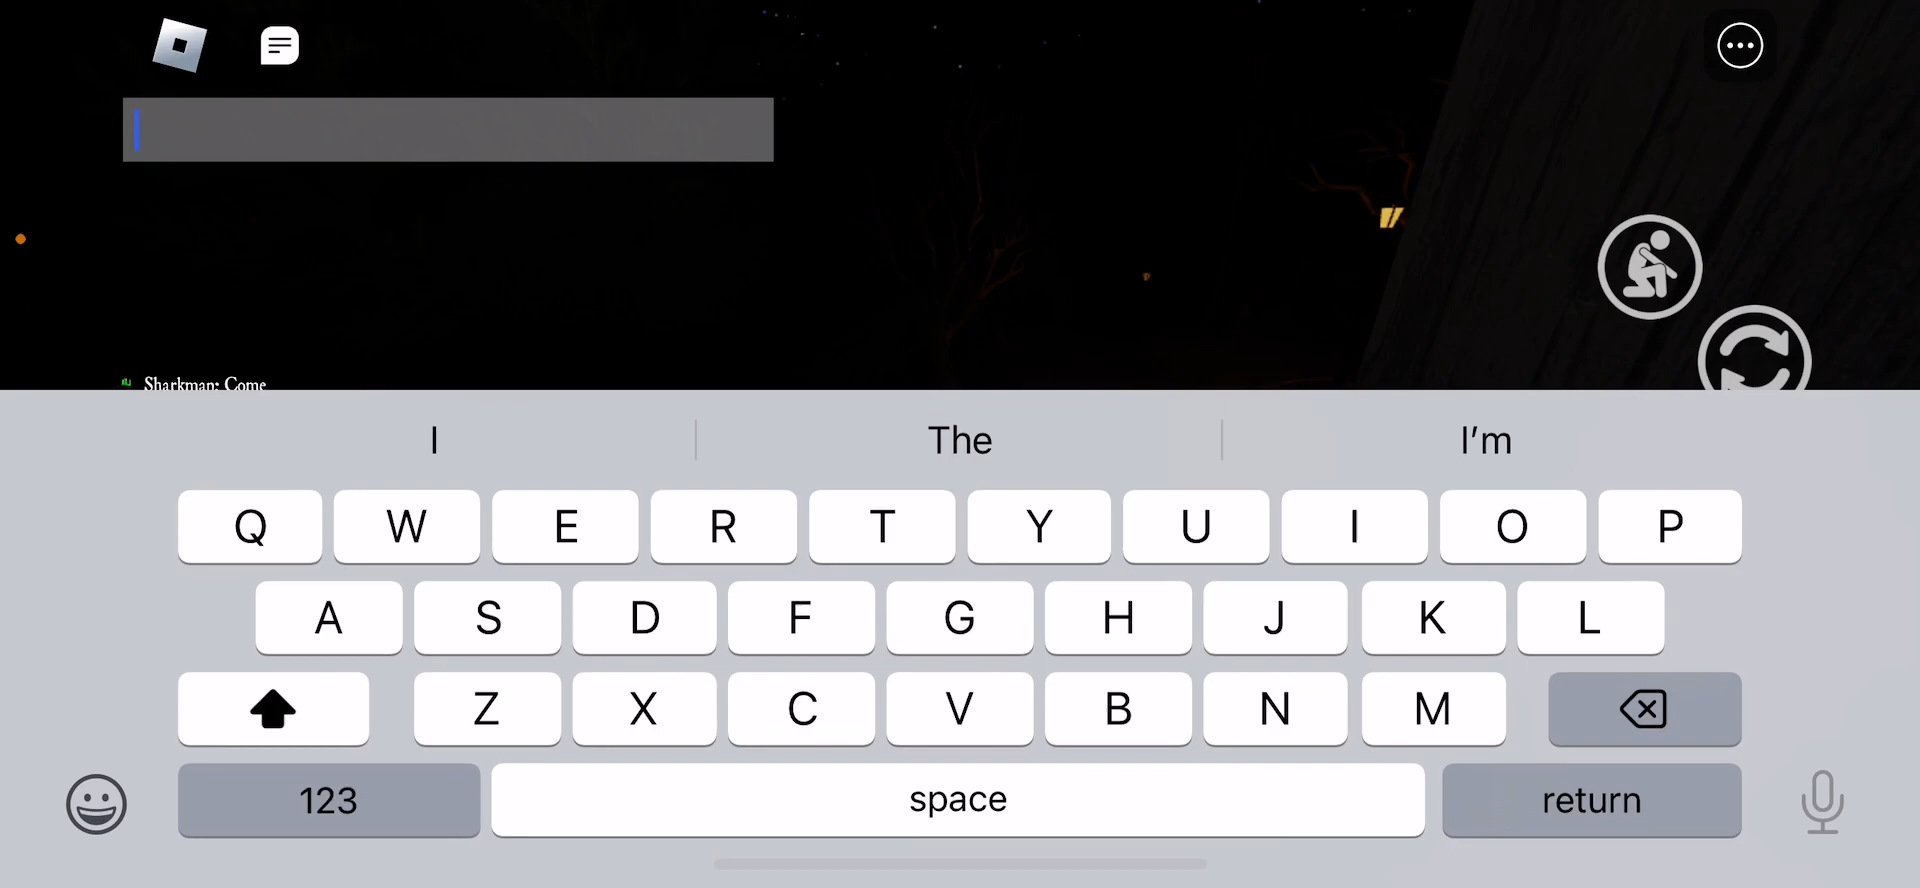 Sharkman: Come
I The I'm
Q W E R T Y U I O P
A S D F G H J K L
Z X C V B N M
123 space return